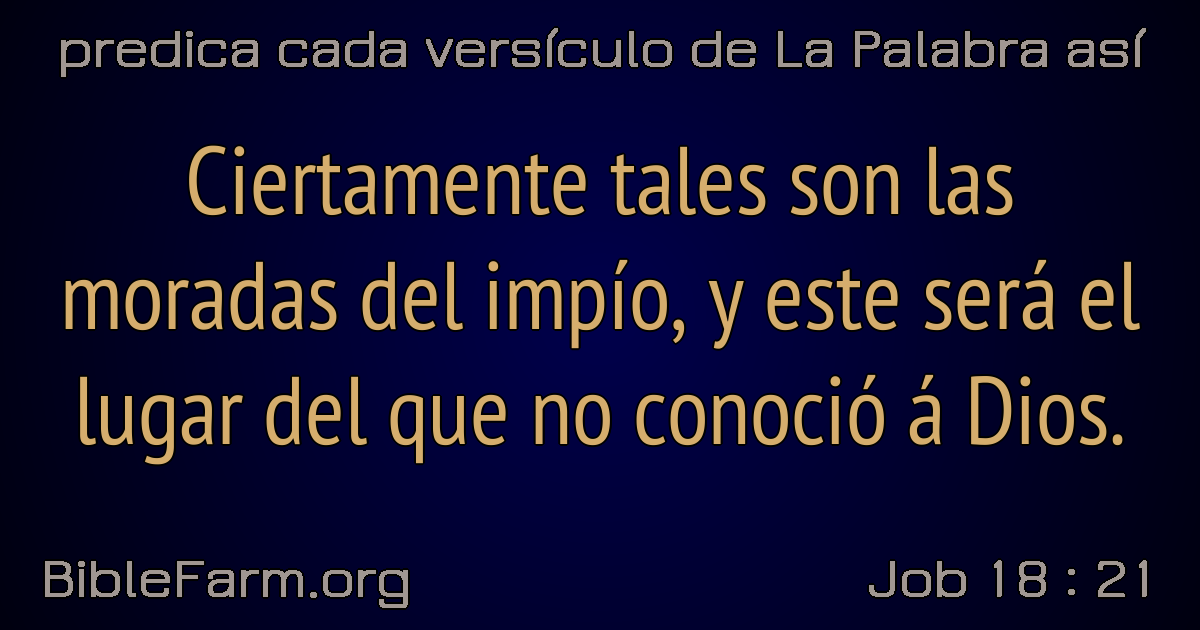 predica cada versículo de La Palabra así
Ciertamente tales son las
moradas del impío, y este será el
lugar del que no conoció á Dios.
BibleFarm.org
Job 18 : 21